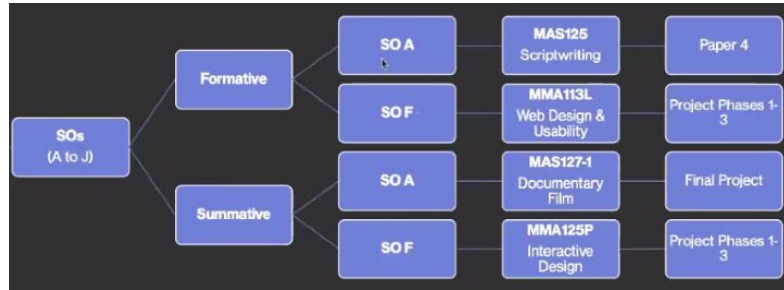 SO A
MAS125
Scriptwriting
Paper 4
Formative
SO F
MMA113L
Web Design &
Usability
Project Phases 1-
3
SOs
(A to J)
SO A
MAS127-1
Documentary
Film
Final Project
Summative
SO F
MMA125P
Interactive
Design
Project Phases 1-
3